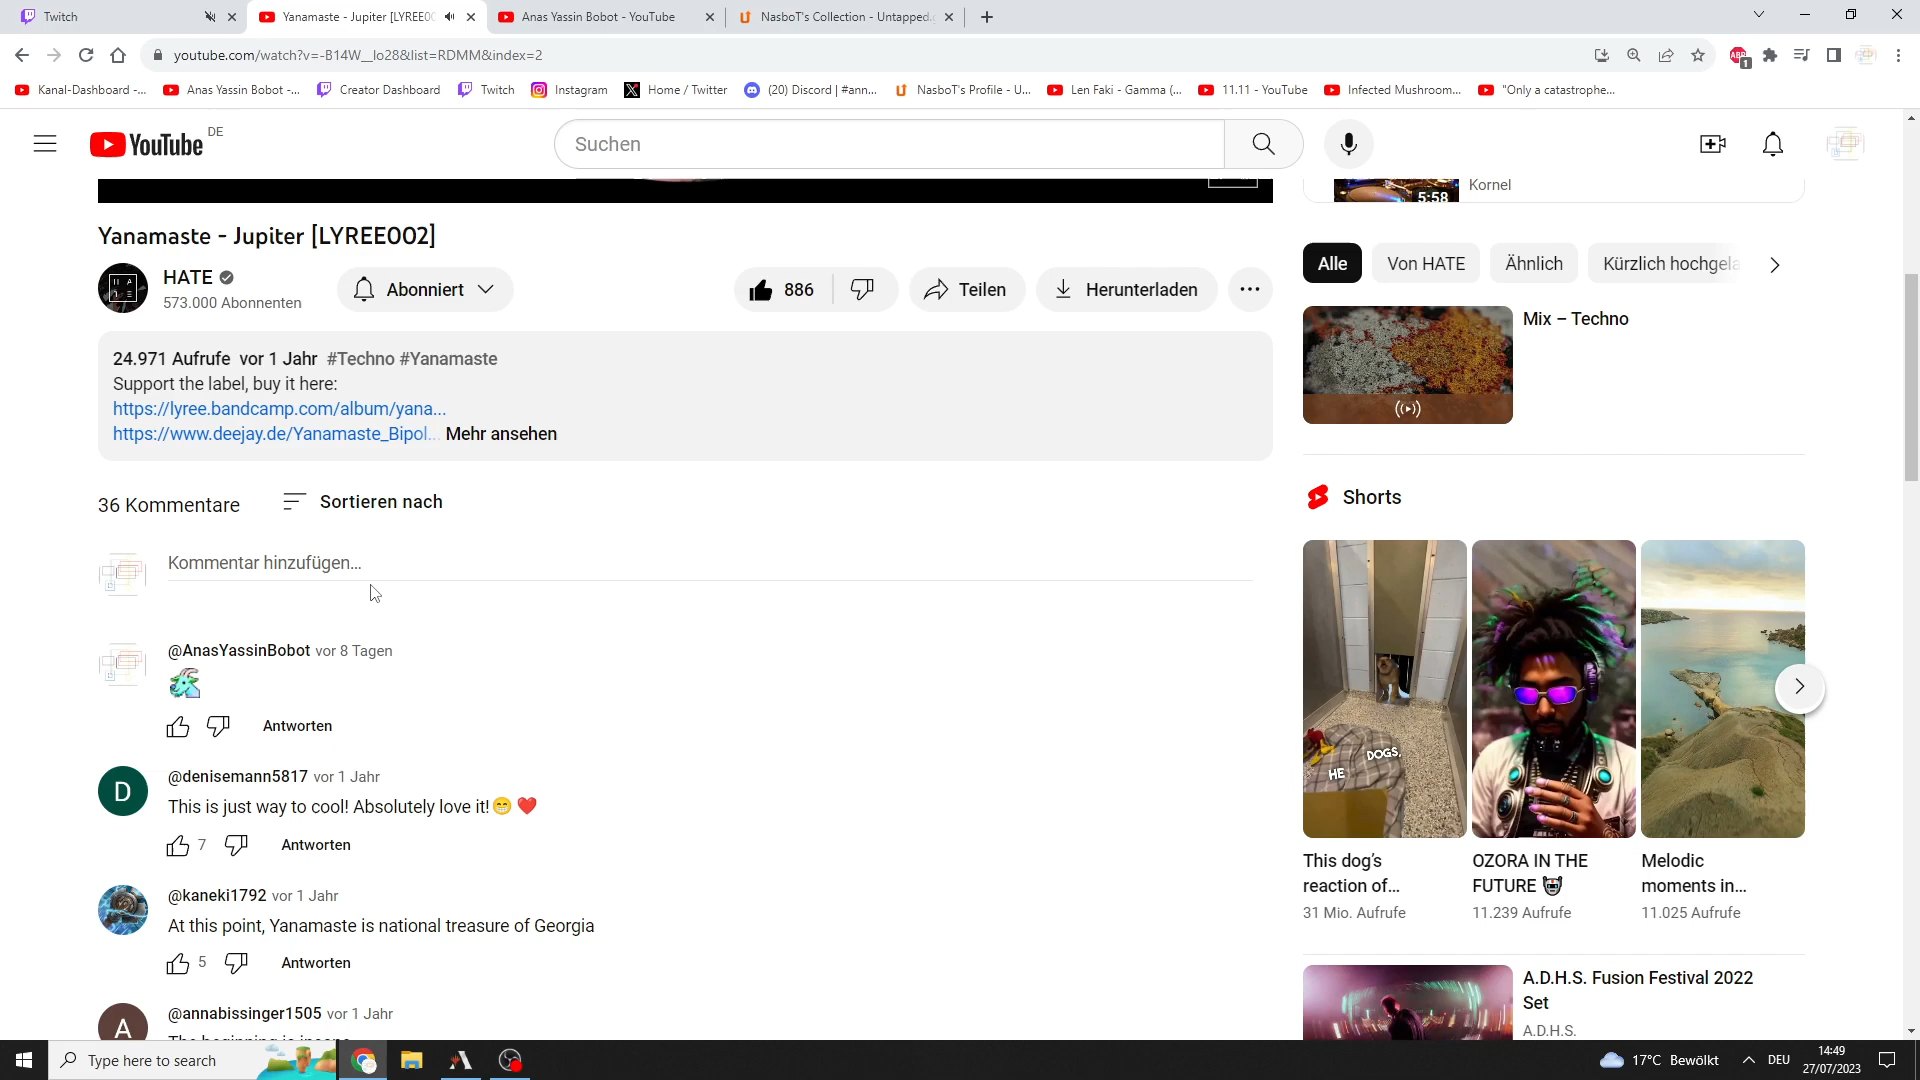 Twitch
Yanamaste - Jupiter [LYREE00
Anas Yassin Bobot - YouTube
NasboT's Collection - Untapped.
youtube.com/watch?v=-B14W__Io28&list=RDMM&index=2
ABP
1
Kanal-Dashboard -...
Anas Yassin Bobot -...
Creator Dashboard
Twitch
Instagram
Home / Twitter
(20) Discord | #ann...
NasboT's Profile - U...
Len Faki - Gamma (...
11.11 - YouTube
Infected Mushroom...
"Only a catastrophe...
YouTube DE
Suchen
5:58
Kornel
Yanamaste - Jupiter [LYREE002]
HATE
573.000 Abonnenten
Abonniert
886
Teilen
Herunterladen
24.971 Aufrufe vor 1 Jahr #Techno #Yanamaste
Support the label, buy it here:
https://lyree.bandcamp.com/album/yana...
https://www.deejay.de/Yanamaste_Bipol... Mehr ansehen
36 Kommentare
Sortieren nach
Kommentar hinzufügen...
@AnasYassinBobot vor 8 Tagen
Antworten
@denisemann5817 vor 1 Jahr
D
This is just way to cool! Absolutely love it!😁 ❤️
7
Antworten
@kaneki1792 vor 1 Jahr
At this point, Yanamaste is national treasure of Georgia
5
Antworten
@annabissinger1505 vor 1 Jahr
A
Alle
Von HATE
Ähnlich
Kürzlich hochgela
Mix – Techno
Shorts
DOGS,
HE
This dog's
reaction of...
31 Mio. Aufrufe
OZORA IN THE
FUTURE 🤖
11.239 Aufrufe
Melodic
moments in...
11.025 Aufrufe
A.D.H.S. Fusion Festival 2022
Set
A.D.H.S.
Type here to search
17°C Bewölkt
DEU
14:49
27/07/2023